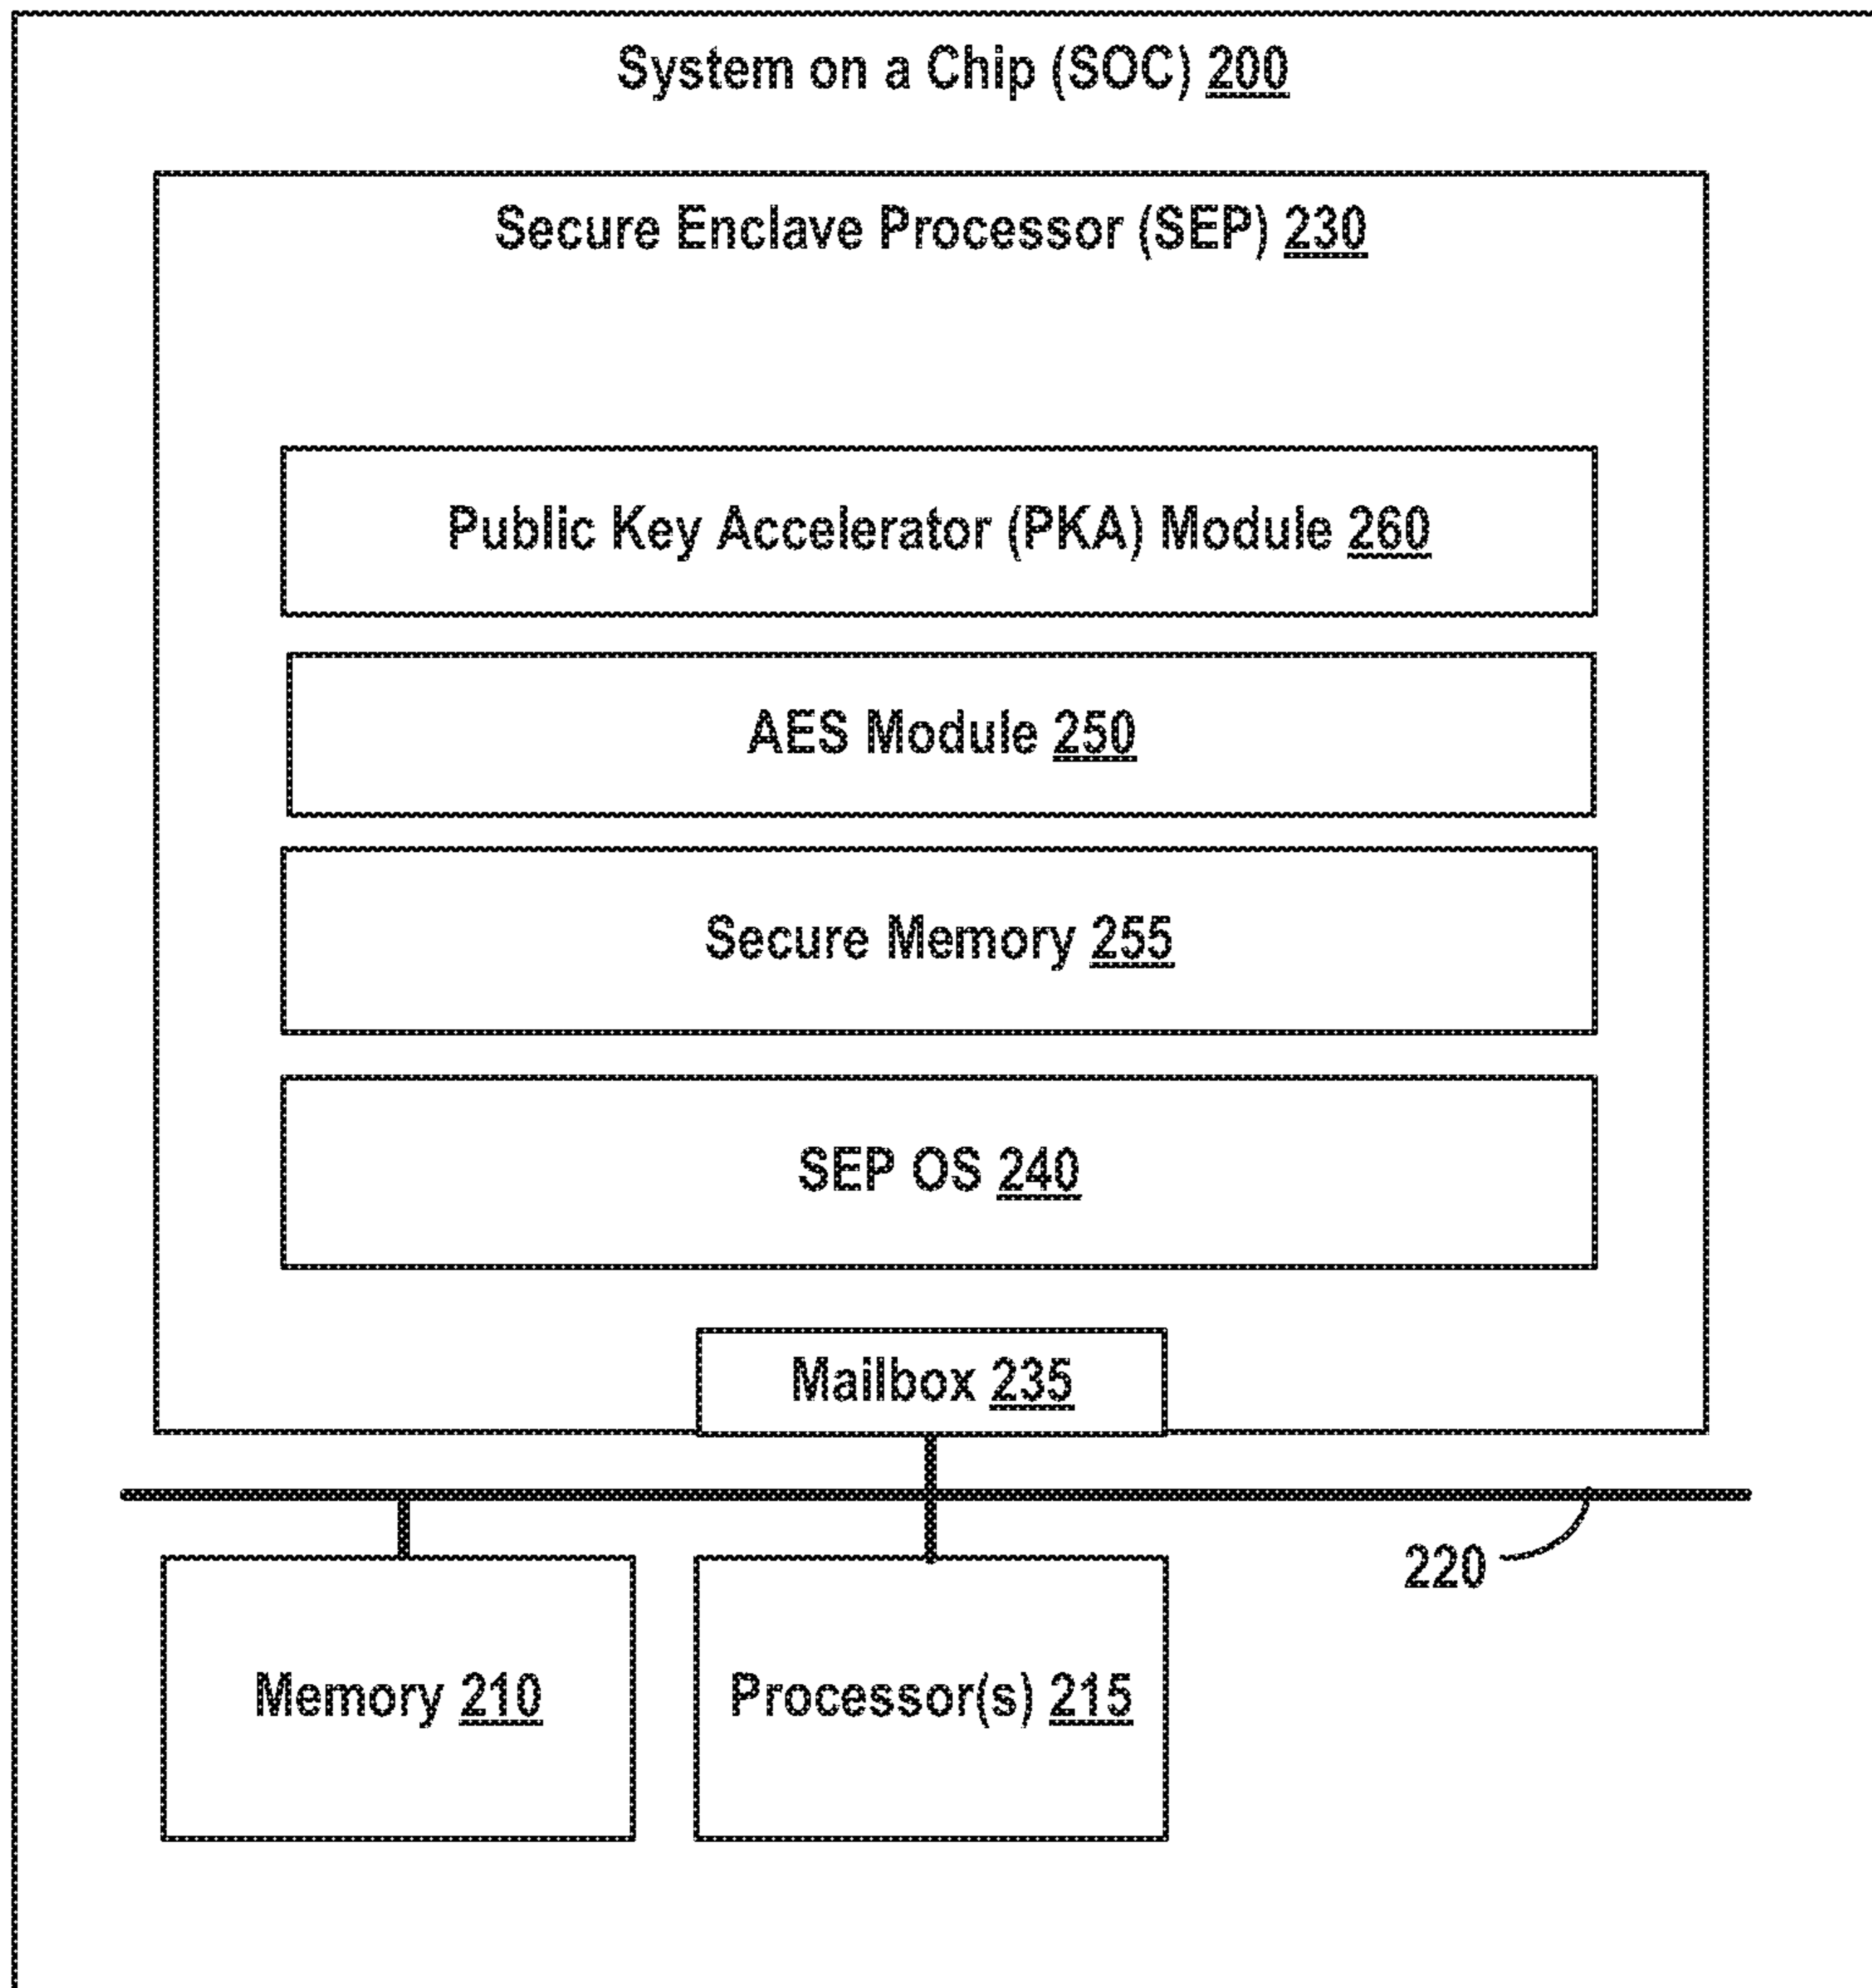 System on a Chip (SOC) 200
Secure Enclave Processor (SEP) 230
Public Key Accelerator (PKA) Module 260
AES Module 250
Secure Memory 255
SEP OS 240
Mailbox 235
220
Memory 210
Processor(s) 215